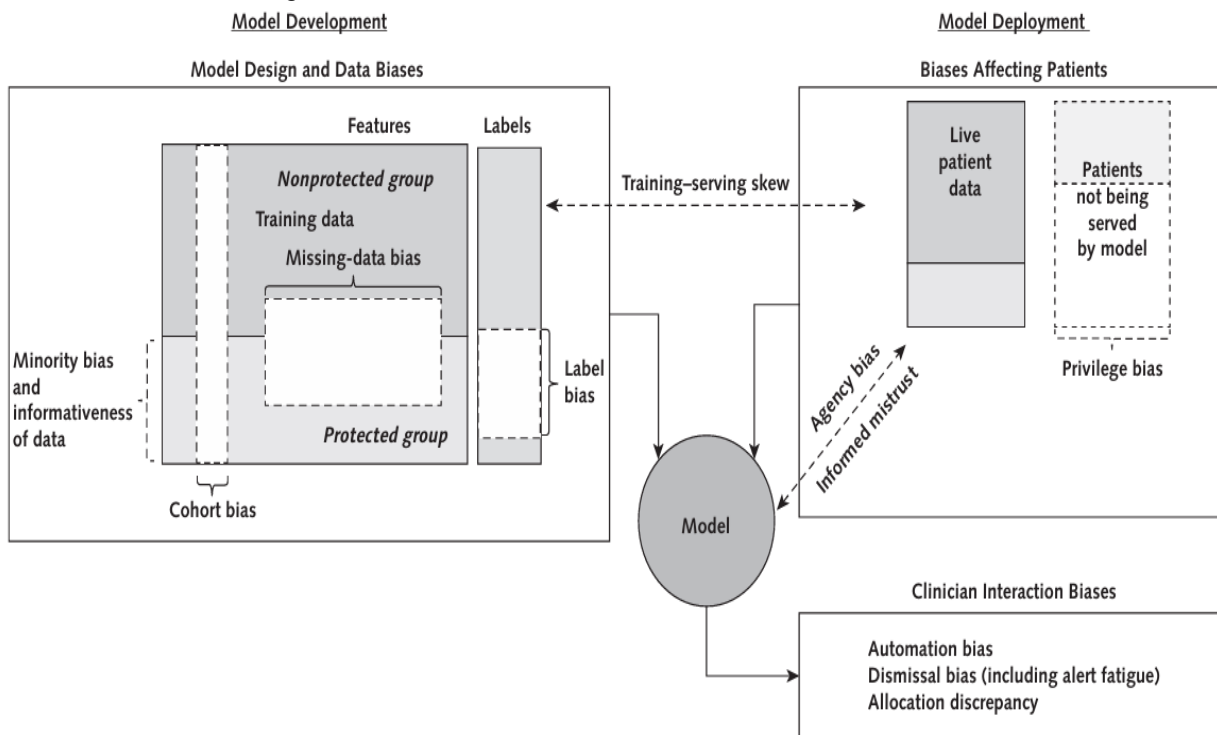 Model Development
Model Design and Data Biases
Features
Labels
Nonprotected group
Training data
Missing-data bias
Minority bias
and
informativeness
of data
Protected group
Label
bias
Cohort bias
Training–serving skew
Model Deployment
Biases Affecting Patients
Live
patient
data
Patients
not being
served
by model
Privilege bias
Agency bias
Informed mistrust
Model
Clinician Interaction Biases
Automation bias
Dismissal bias (including alert fatigue)
Allocation discrepancy